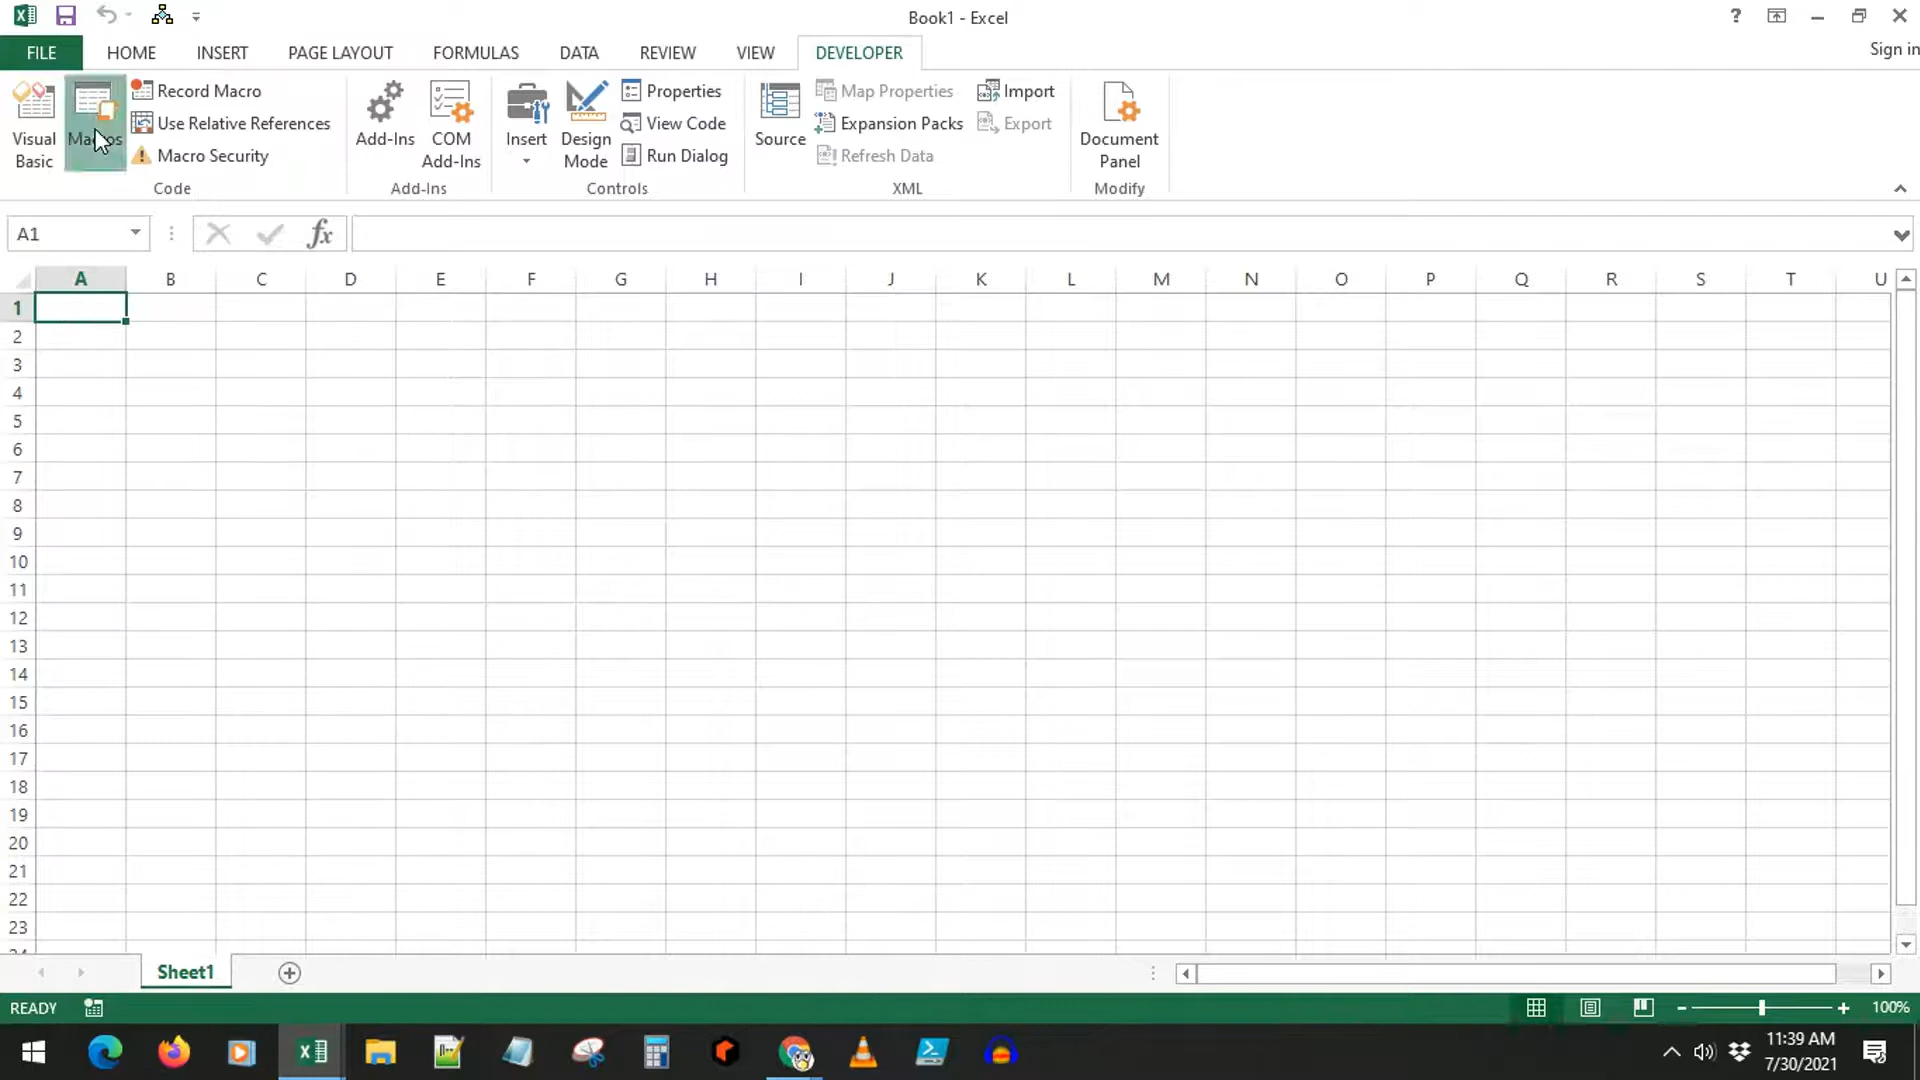 Book1 - Excel
?
FILE HOME INSERT PAGE LAYOUT FORMULAS DATA REVIEW VIEW DEVELOPER Sign in
Visual Basic
Macros
Record Macro
Use Relative References
Macro Security
Code
Add-Ins
COM Add-Ins
Add-Ins
Insert
Design Mode
Properties
View Code
Run Dialog
Controls
Source
Map Properties
Expansion Packs
Refresh Data
Import
Export
XML
Document Panel
Modify
A1
fx
A B C D E F G H I J K L M N O P Q R S T U
1
2
3
4
5
6
7
8
9
10
11
12
13
14
15
16
17
18
19
20
21
22
23
Sheet1
READY
100%
11:39 AM
7/30/2021